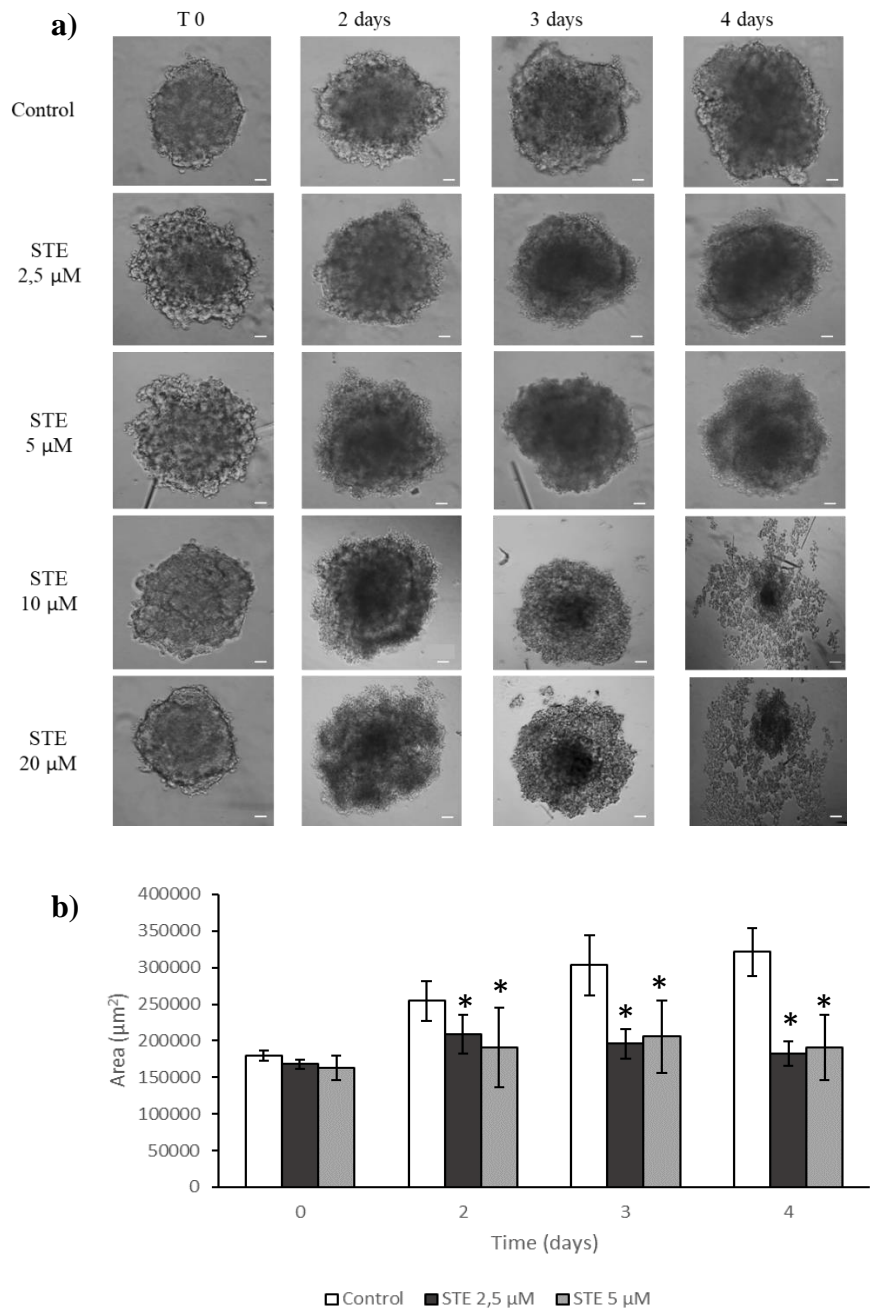 a)
T 0 2 days 3 days 4 days
Control
STE
2,5 μM
STE
5 μM
STE
10 μM
STE
20 μM
b)
400000
350000
300000
250000
200000
150000
100000
50000
0
Area (μm²)
* * * * * *
0 2 3 4
Time (days)
Control STE 2,5 μM STE 5 μM